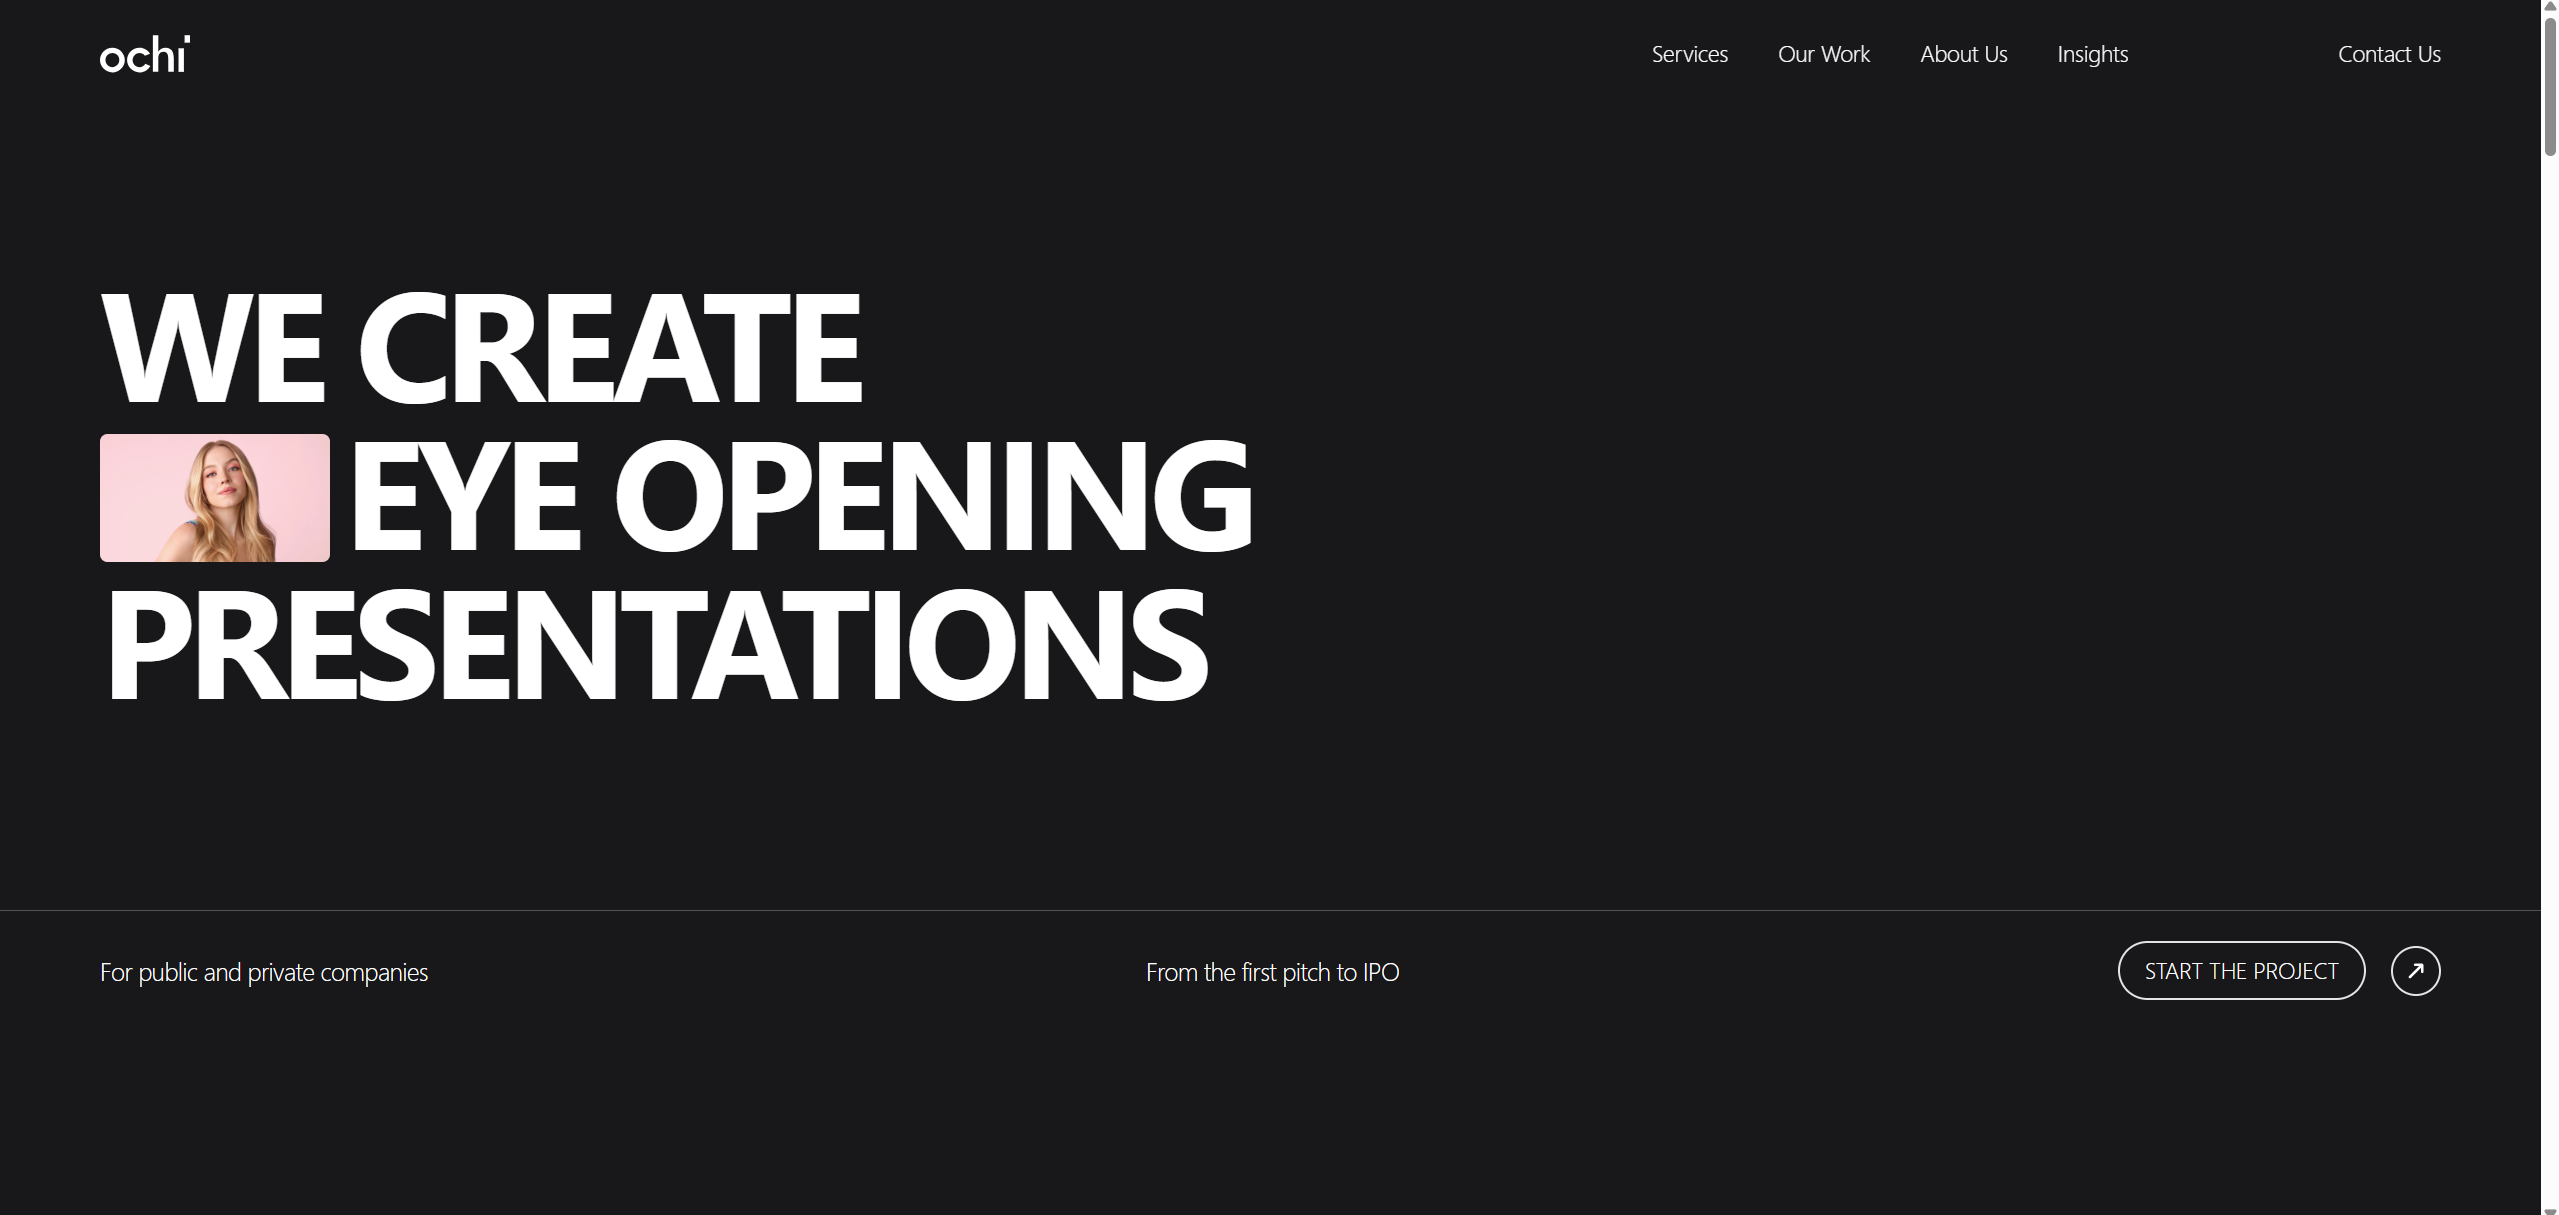 ochi
Services Our Work About Us Insights Contact Us
WE CREATE
EYE OPENING
PRESENTATIONS
For public and private companies From the first pitch to IPO START THE PROJECT